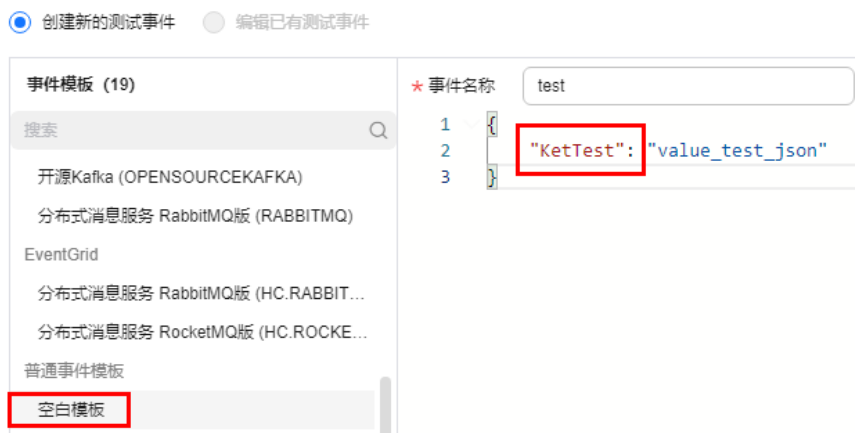 创建新的测试事件 编辑已有测试事件
事件模板 (19)
搜索
开源Kafka (OPENSOURCEKAFKA)
分布式消息服务 RabbitMQ版 (RABBITMQ)
EventGrid
分布式消息服务 RabbitMQ版 (HC.RABBIT...
分布式消息服务 RocketMQ版 (HC.ROCKE...
普通事件模板
空白模板
* 事件名称 test
1 {
2 "KetTest": "value_test_json"
3 }